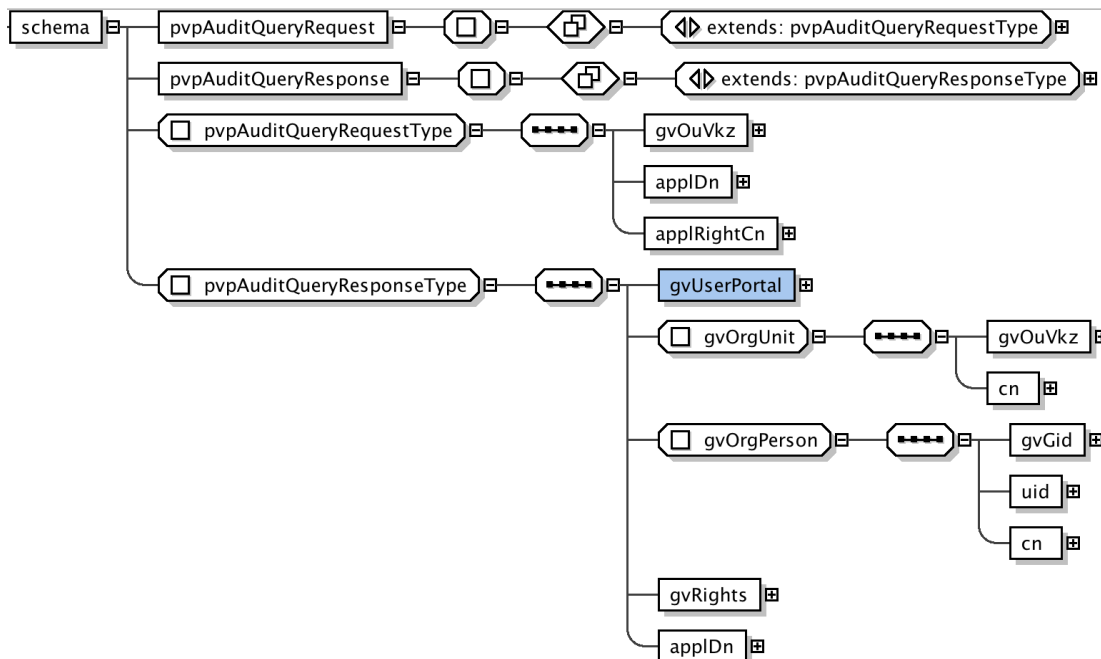 schema pvpAuditQueryRequest extends: pvpAuditQueryRequestType
pvpAuditQueryResponse extends: pvpAuditQueryResponseType
pvpAuditQueryRequestType gvOuVkz
applDn
applRightCn
pvpAuditQueryResponseType gvUserPortal
gvOrgUnit gvOuVkz
cn
gvOrgPerson gvGid
uid
cn
gvRights
applDn